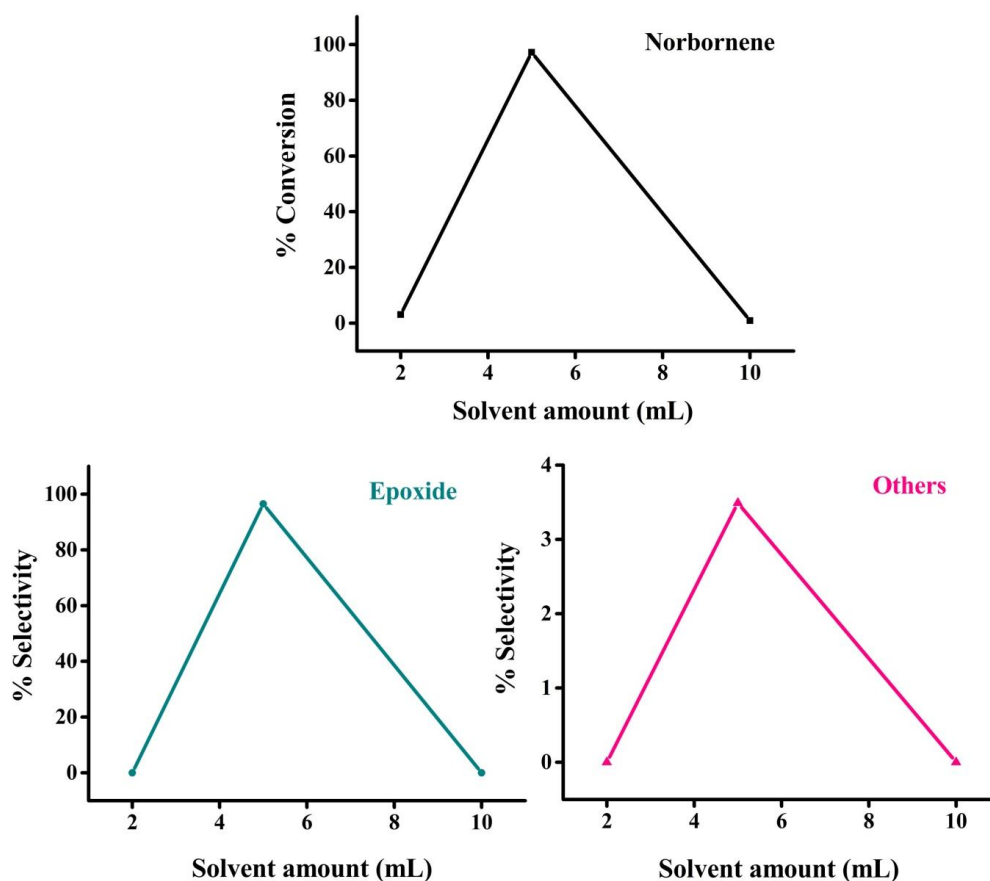 Norbornene
% Conversion
100
80
60
40
20
0
2 4 6 8 10
Solvent amount (mL)
Epoxide
% Selectivity
100
80
60
40
20
0
2 4 6 8 10
Solvent amount (mL)
Others
% Selectivity
4
3
2
1
0
2 4 6 8 10
Solvent amount (mL)